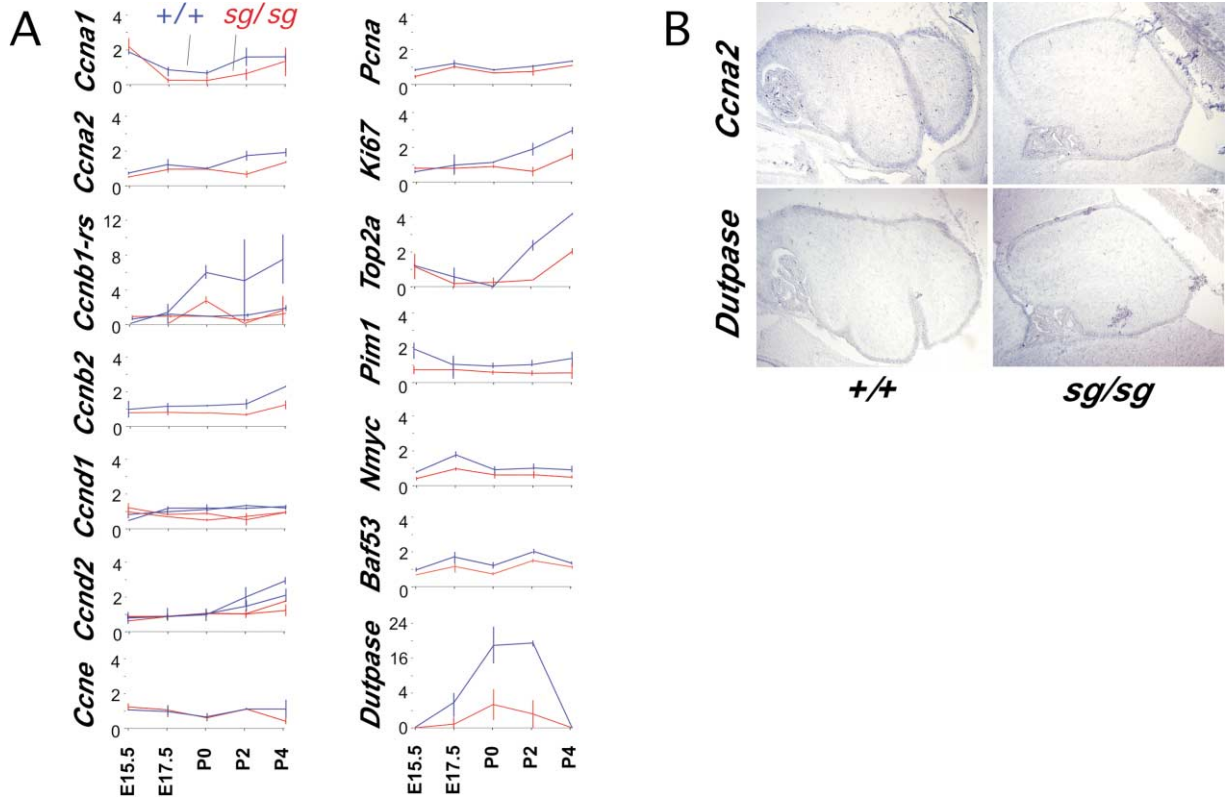 A
+/+ sg/sg
Ccna1
4
2
0
Ccna2
4
2
0
Ccnb1-rs
12
8
4
0
Ccnb2
4
2
0
Ccnd1
4
2
0
Ccnd2
4
2
0
Ccne
4
2
0
E15.5
E17.5
P0
P2
P4
Pcna
4
2
0
Ki67
4
2
0
Top2a
4
2
0
Pim1
4
2
0
Nmyc
4
2
0
Baf53
4
2
0
Dutpase
24
16
4
0
E15.5
E17.5
P0
P2
P4
B
Ccna2
Dutpase
+/+ sg/sg